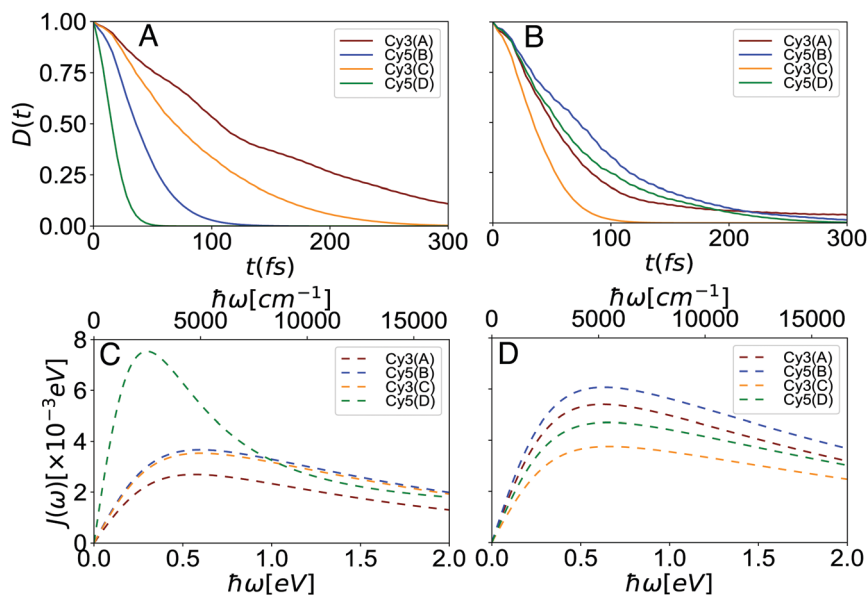 A
B
Cy3(A)
Cy5(B)
Cy3(C)
Cy5(D)
Cy3(A)
Cy5(B)
Cy3(C)
Cy5(D)
D(t)
1.00
0.75
0.50
0.25
0.00
0 100 200 300
0 100 200 300
t(fs)
t(fs)
ħω[cm⁻¹]
ħω[cm⁻¹]
0 5000 10000 15000
0 5000 10000 15000
C
D
Cy3(A)
Cy5(B)
Cy3(C)
Cy5(D)
Cy3(A)
Cy5(B)
Cy3(C)
Cy5(D)
J(ω)[×10⁻³eV]
8
6
4
2
0
0.0 0.5 1.0 1.5 2.0
0.0 0.5 1.0 1.5 2.0
ħω[eV]
ħω[eV]